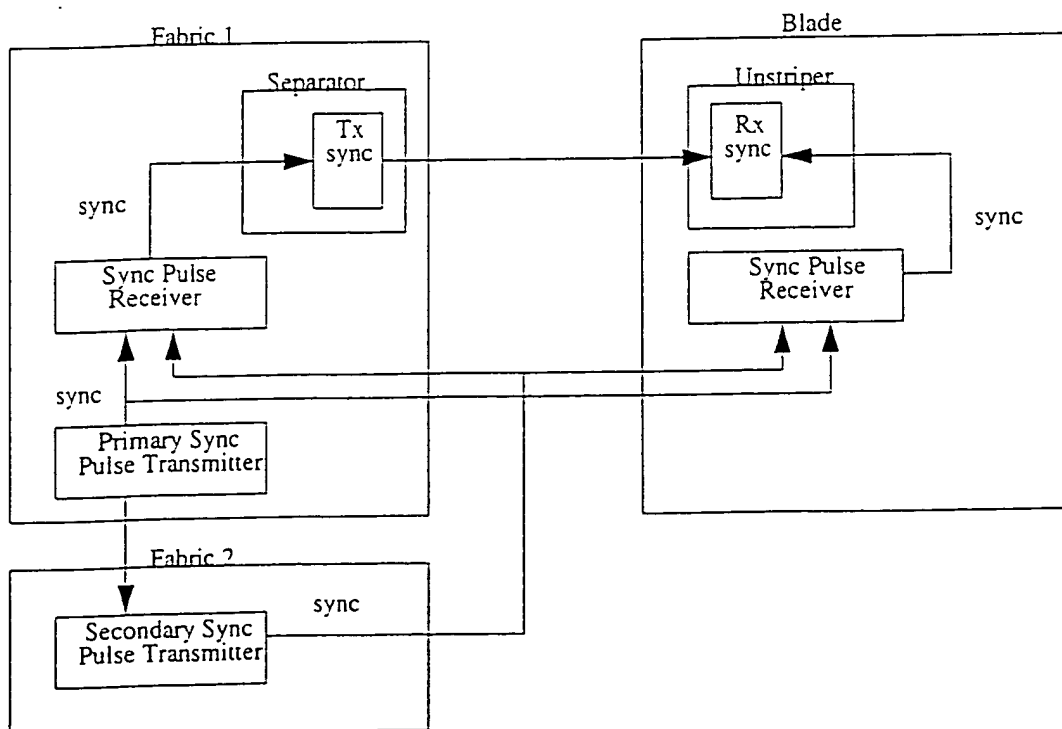 Fabric 1
Blade
Separator
Unstriper
Tx
sync
Rx
sync
sync
sync
Sync Pulse
Receiver
Sync Pulse
Receiver
sync
Primary Sync
Pulse Transmitter
Fabric 2
sync
Secondary Sync
Pulse Transmitter